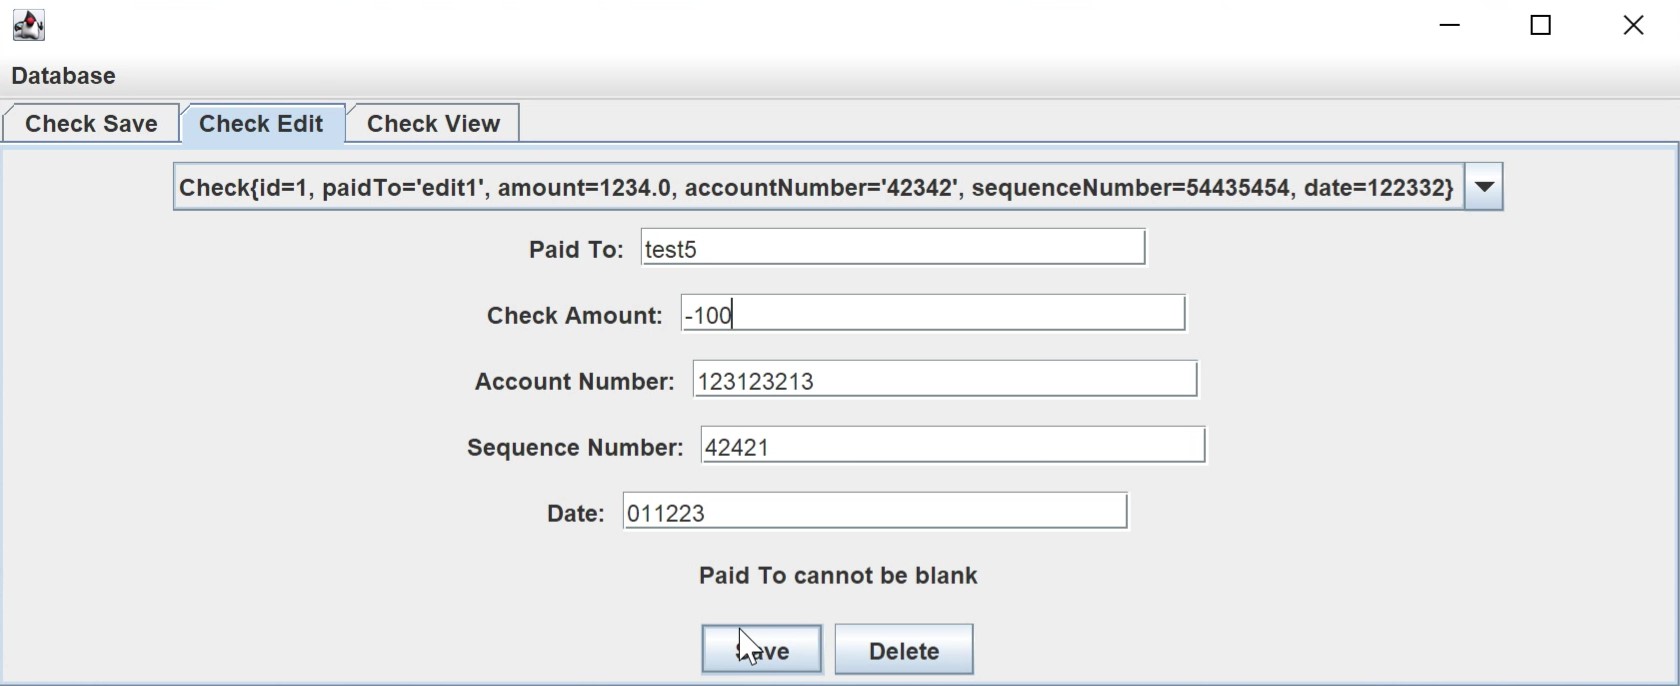 Database
Check Save Check Edit Check View
Check{id=1, paidTo='edit1', amount=1234.0, accountNumber='42342', sequenceNumber=54435454, date=122332}
Paid To: test5
Check Amount: -100
Account Number: 123123213
Sequence Number: 42421
Date: 011223
Paid To cannot be blank
Save Delete